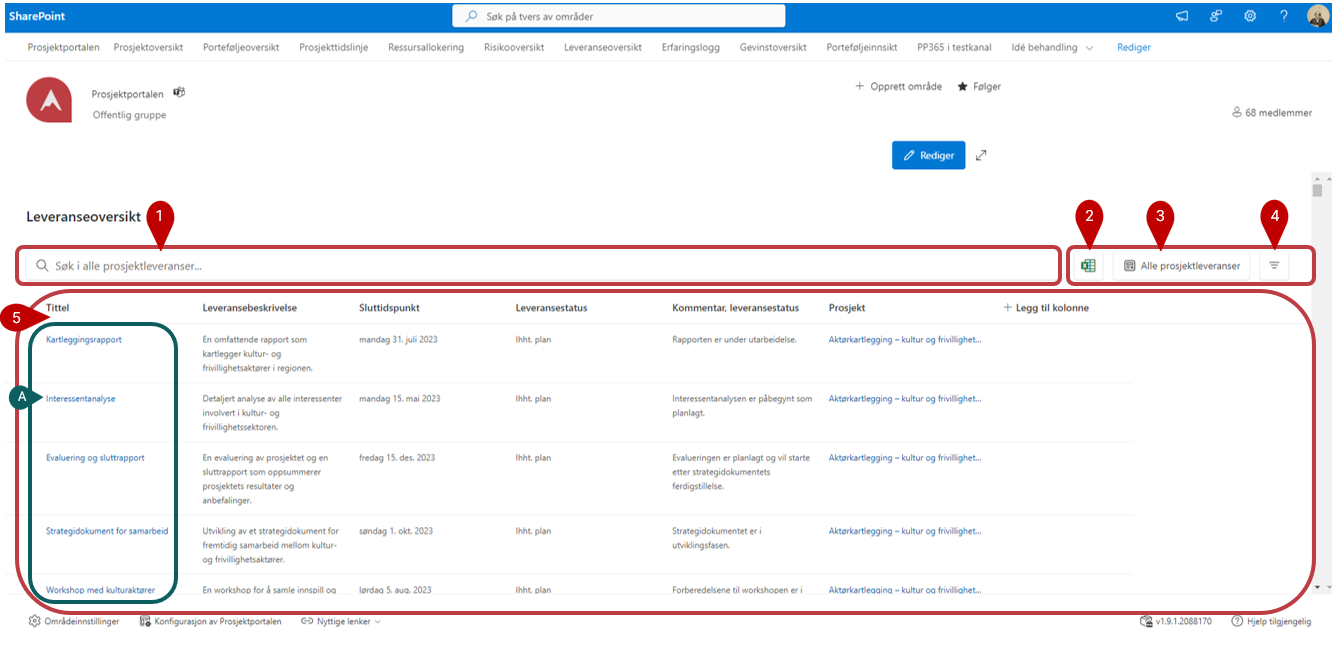 SharePoint
Søk på tvers av områder
?
Prosjektportalen Prosjektoversikt Porteføljeoversikt Prosjekttidslinje Ressursallokering Risikooversikt Leveranseoversikt Erfaringslogg Gevinstoversikt Porteføljeinnsikt PP365 i testkanal Idé behandling Rediger
Prosjektportalen
Offentlig gruppe
+ Opprett område Følger
68 medlemmer
Rediger
Leveranseoversikt
1
2
3
4
Søk i alle prosjektleveranser...
Alle prosjektleveranser
5
Tittel Leveransebeskrivelse Sluttidspunkt Leveransestatus Kommentar, leveransestatus Prosjekt + Legg til kolonne
Kartleggingsrapport En omfattende rapport som mandag 31. juli 2023 Ihht. plan Rapporten er under utarbeidelse. Aktørkartlegging – kultur og frivillighet...
kartlegger kultur- og
frivillighetsaktører i regionen.
A
Interessentanalyse Detaljert analyse av alle interessenter mandag 15. mai 2023 Ihht. plan Interessentanalysen er påbegynt som Aktørkartlegging – kultur og frivillighet...
involvert i kultur- og planlagt.
frivillighetssektoren.
Evaluering og sluttrapport En evaluering av prosjektet og en fredag 15. des. 2023 Ihht. plan Evalueringen er planlagt og vil starte Aktørkartlegging – kultur og frivillighet...
sluttrapport som oppsummerer etter strategidokumentets
prosjektets resultater og ferdigstillelse.
anbefalinger.
Strategidokument for samarbeid Utvikling av et strategidokument for søndag 1. okt. 2023 Ihht. plan Strategidokumentet er i Aktørkartlegging – kultur og frivillighet...
fremtidig samarbeid mellom kultur- utviklingsfasen.
og frivillighetsaktører.
Workshop med kulturaktører En workshop for å samle innspill og lørdag 5. aug. 2023 Ihht. plan Forberedelsene til workshopen er i Aktørkartlegging – kultur og frivillighet...
Områdeinnstillinger Konfigurasjon av Prosjektportalen Nyttige lenker v1.9.1.2088170 Hjelp tilgjengelig